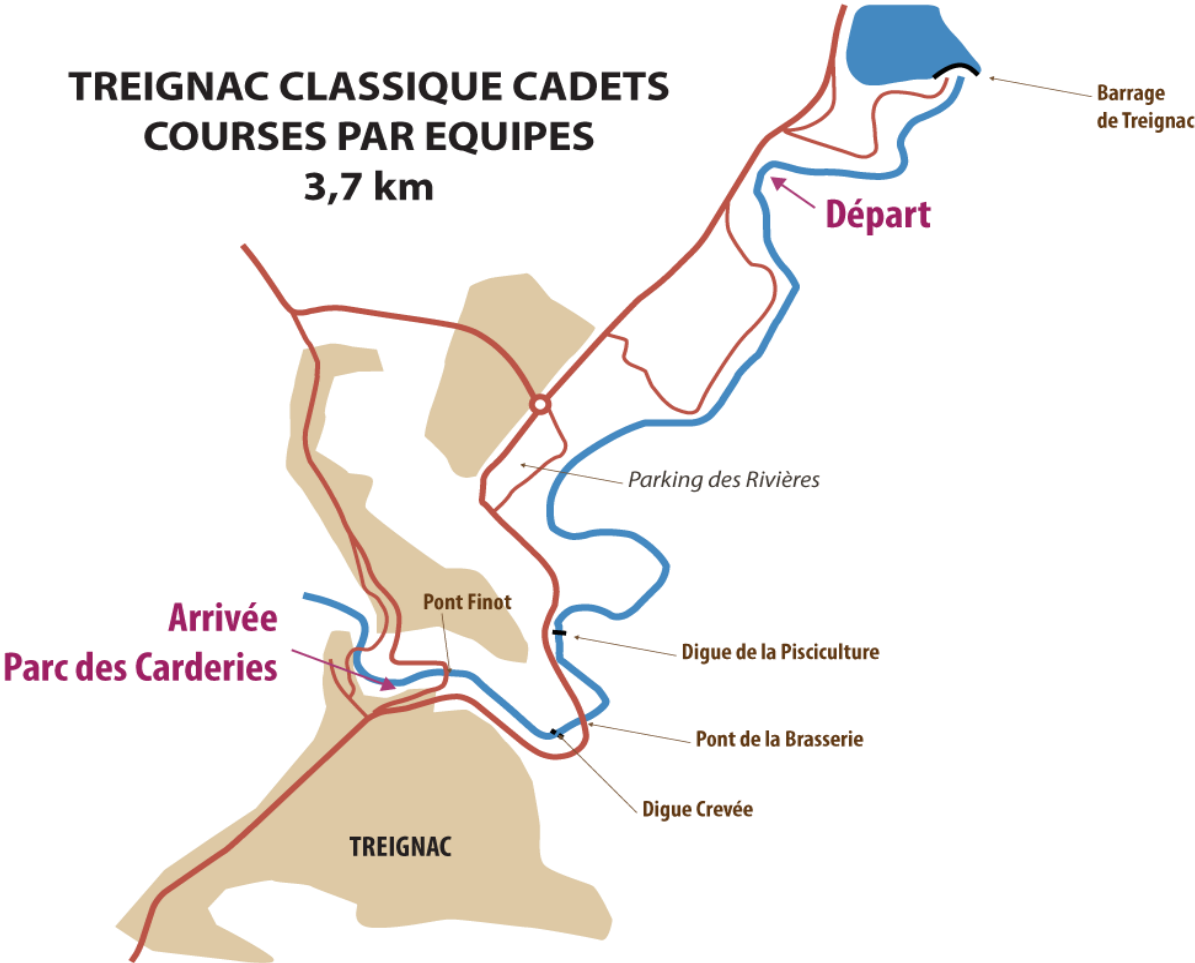 TREIGNAC CLASSIQUE CADETS
COURSES PAR EQUIPES
3,7 km
Barrage
de Treignac
Départ
Parking des Rivières
Pont Finot
Arrivée
Parc des Carderies
Digue de la Pisciculture
Pont de la Brasserie
Digue Crevée
TREIGNAC